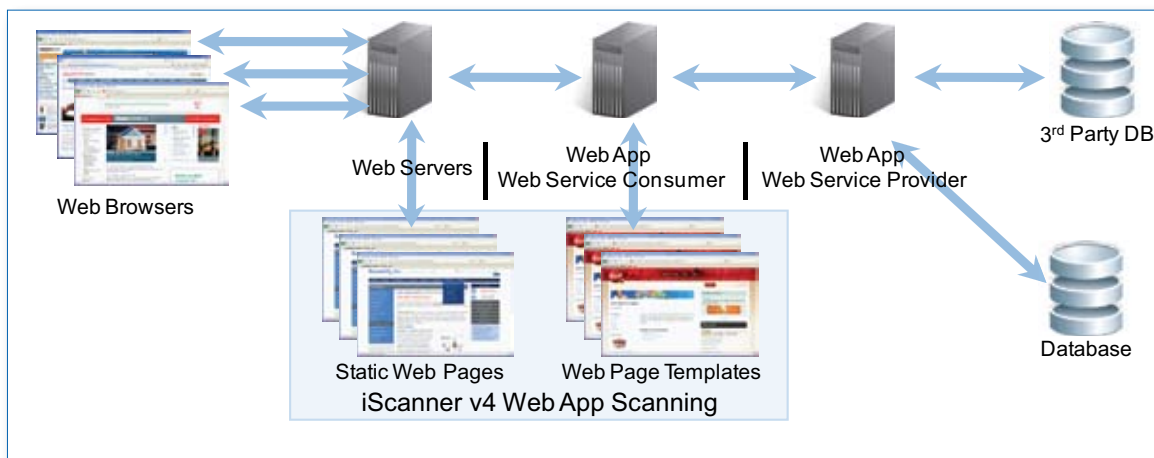 3rd Party DB
Web Servers
Web App
Web Service Consumer
Web App
Web Service Provider
Web Browsers
Static Web Pages
Web Page Templates
iScanner v4 Web App Scanning
Database